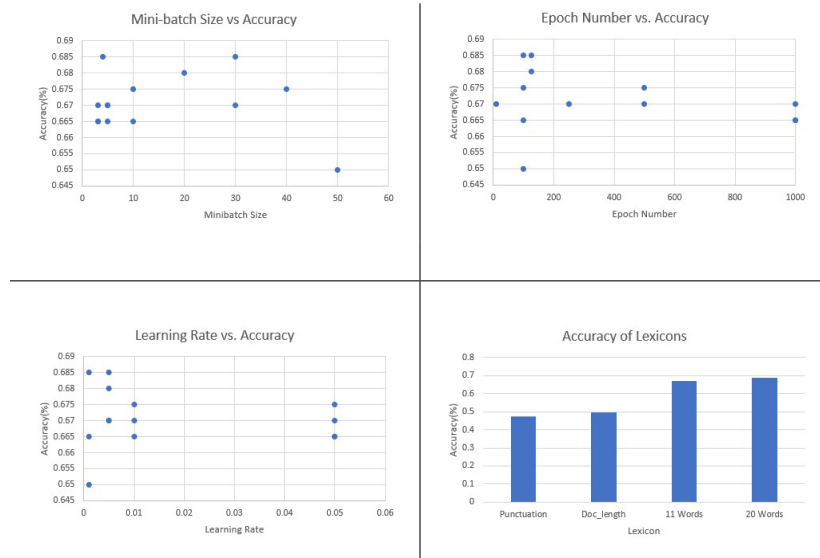 Mini-batch Size vs Accuracy
0.69
0.685
0.68
0.675
0.67
0.665
0.66
0.655
0.65
0.645
Accuracy(%)
0 10 20 30 40 50 60
Minibatch Size
Epoch Number vs. Accuracy
0.69
0.685
0.68
0.675
0.67
0.665
0.66
0.655
0.65
0.645
Accuracy(%)
0 200 400 600 800 1000
Epoch Number
Learning Rate vs. Accuracy
0.69
0.685
0.68
0.675
0.67
0.665
0.66
0.655
0.65
0.645
Accuracy(%)
0 0.01 0.02 0.03 0.04 0.05 0.06
Learning Rate
Accuracy of Lexicons
0.8
0.7
0.6
0.5
0.4
0.3
0.2
0.1
0
Accuracy(%)
Punctuation Doc_length 11 Words 20 Words
Lexicon